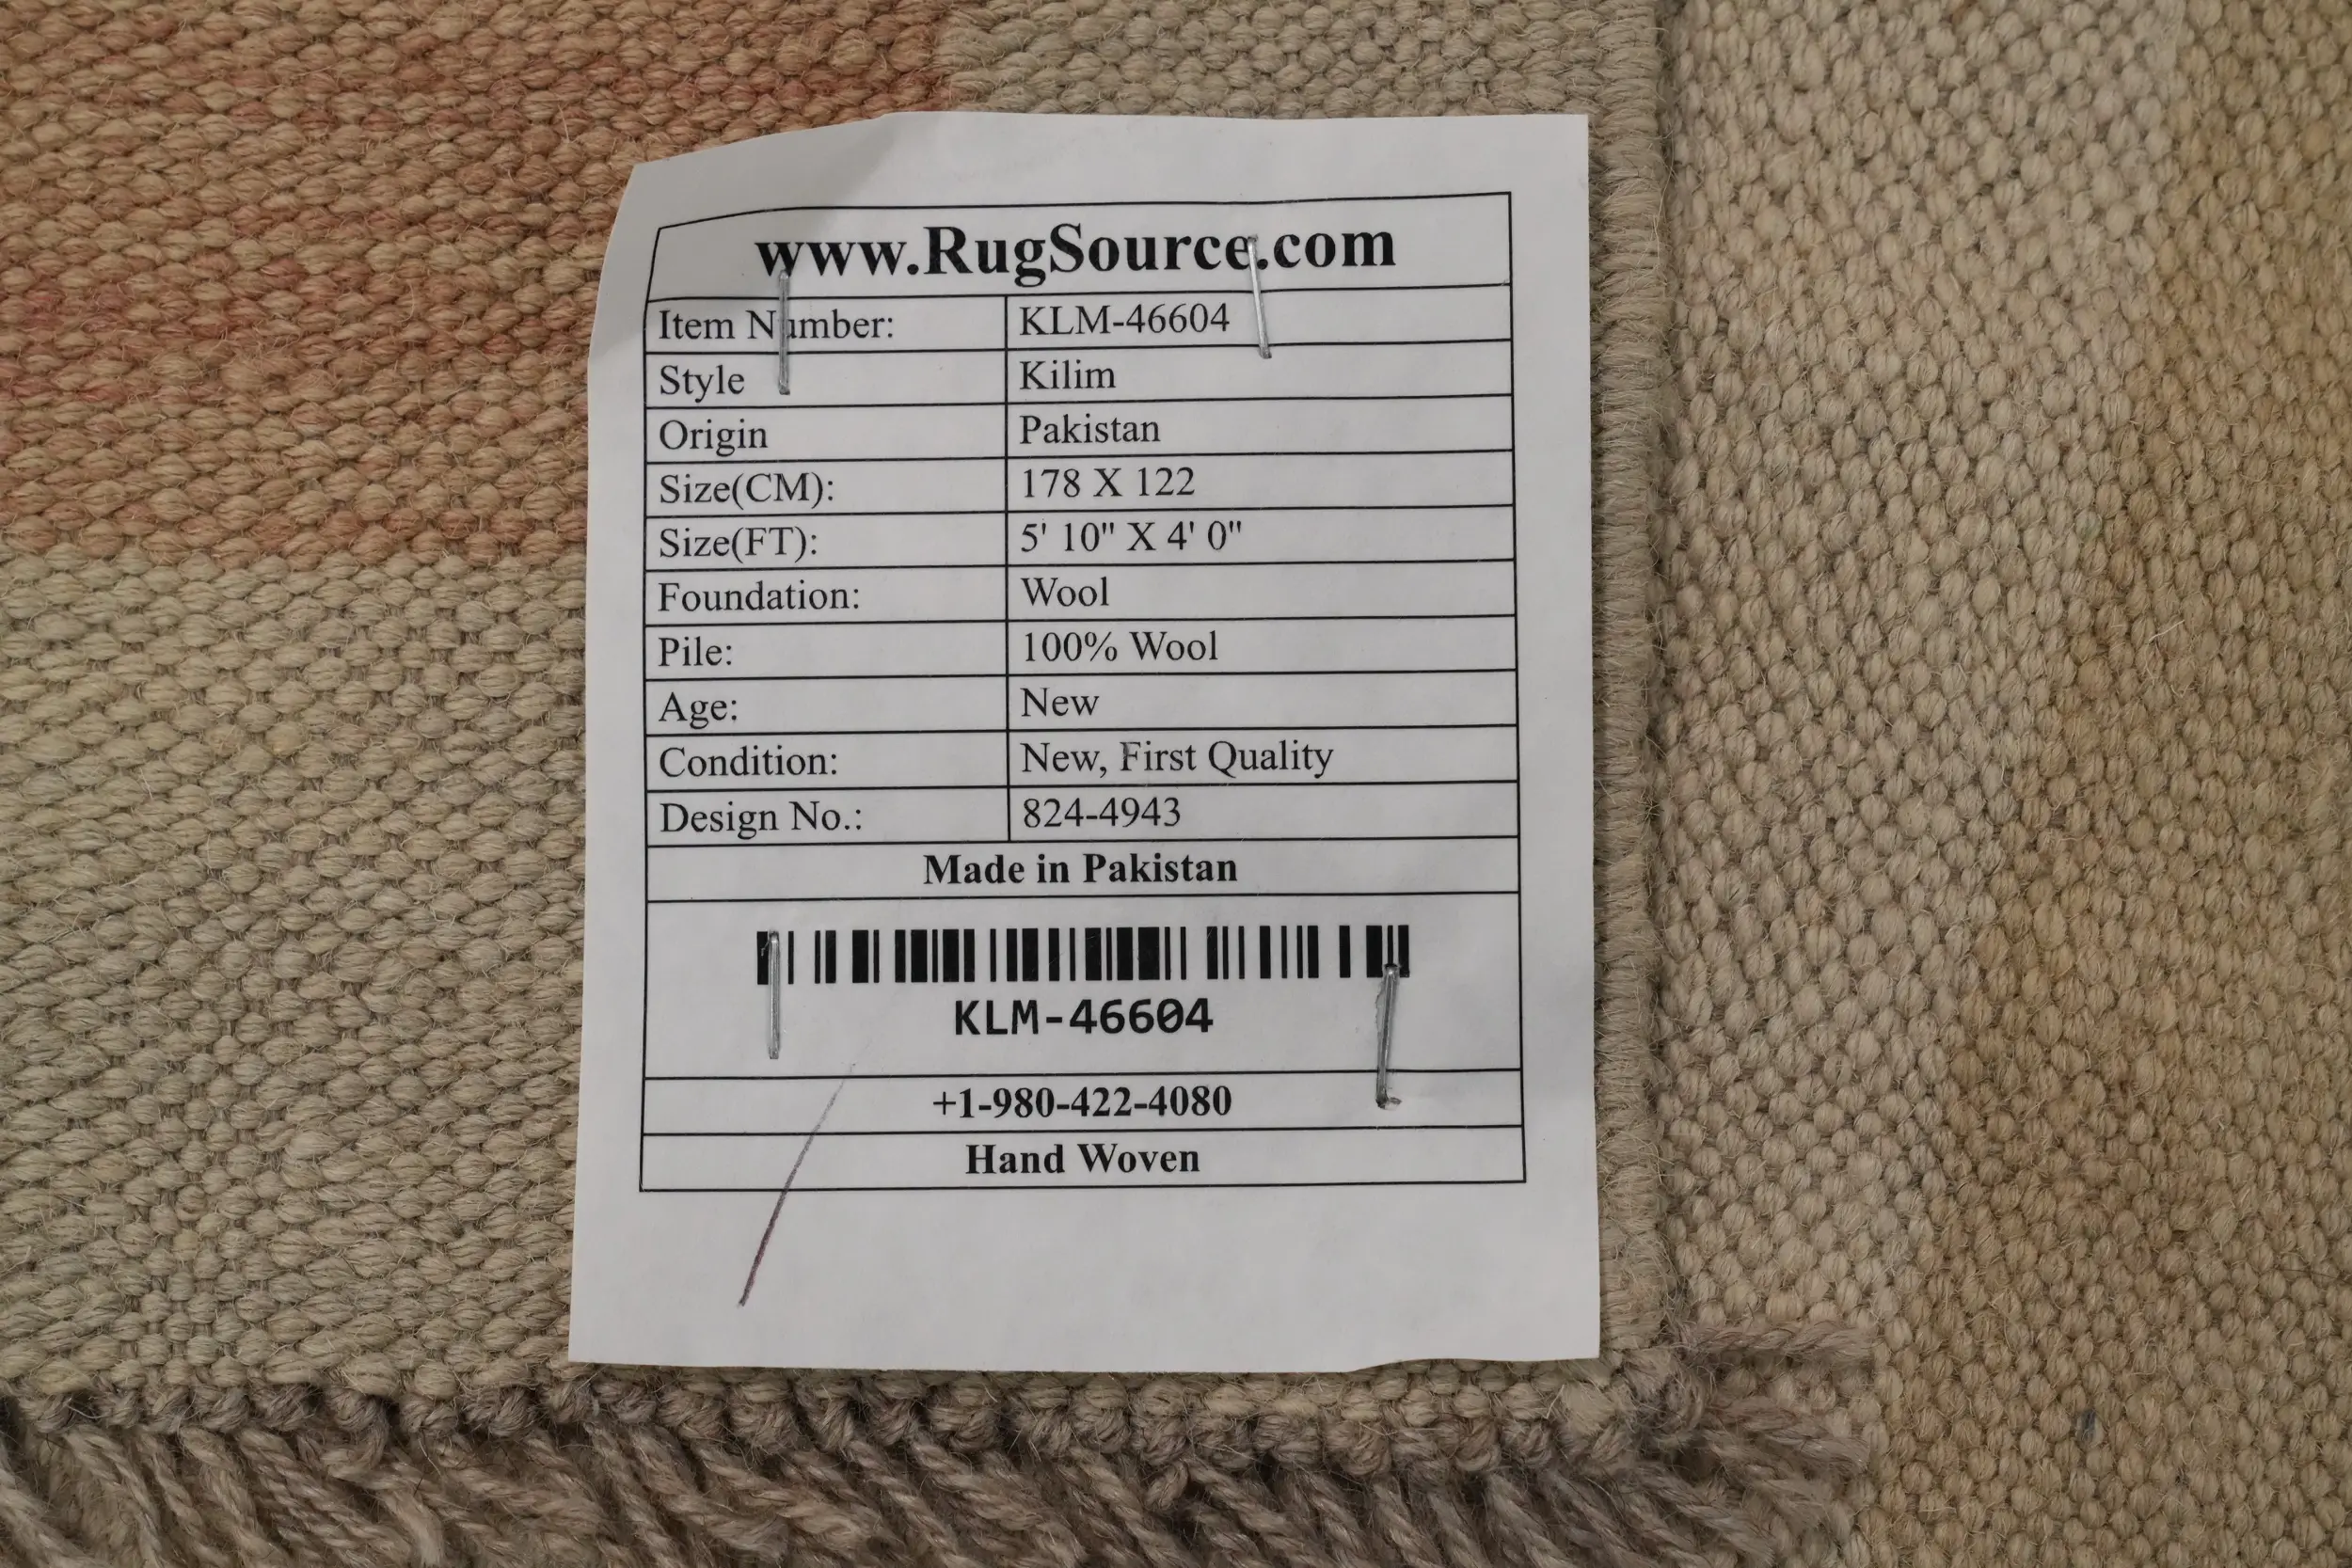 www.RugSource.com
Item Number: KLM-46604
Style Kilim
Origin Pakistan
Size(CM): 178 X 122
Size(FT): 5' 10" X 4' 0"
Foundation: Wool
Pile: 100% Wool
Age: New
Condition: New, First Quality
Design No.: 824-4943
Made in Pakistan
KLM-46604
+1-980-422-4080
Hand Woven